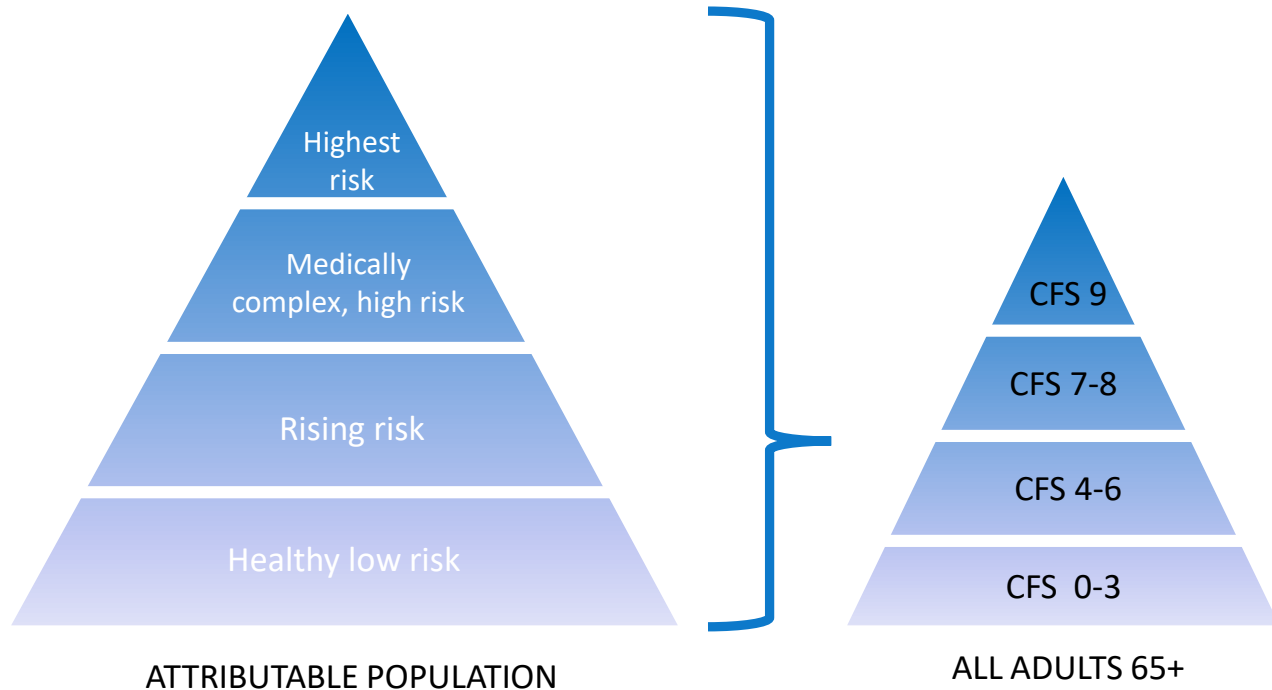 Highest
risk
Medically
complex, high risk
Rising risk
Healthy low risk
ATTRIBUTABLE POPULATION
CFS 9
CFS 7-8
CFS 4-6
CFS 0-3
ALL ADULTS 65+